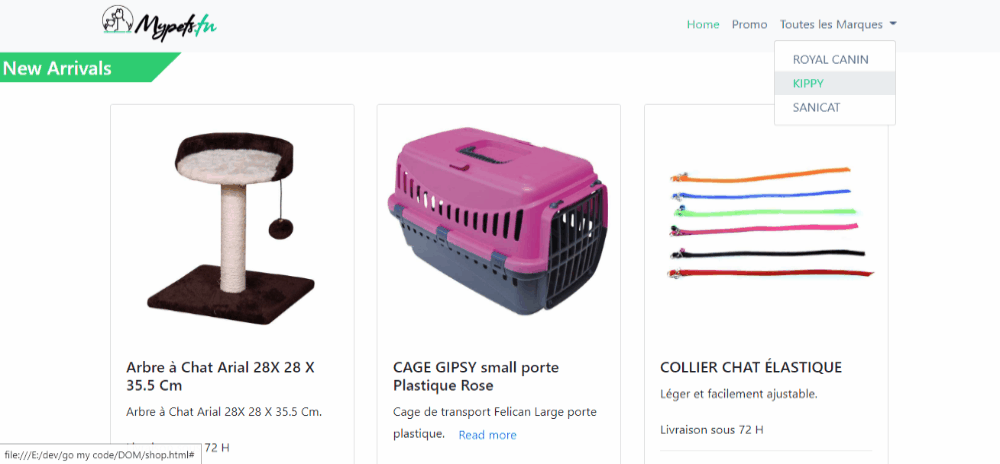 Mypets.tn
Home Promo Toutes les Marques
ROYAL CANIN
KIPPY
SANICAT
New Arrivals
Arbre à Chat Arial 28X 28 X
35.5 Cm
Arbre à Chat Arial 28X 28 X 35.5 Cm.
72 H
CAGE GIPSY small porte
Plastique Rose
Cage de transport Felican Large porte
plastique. Read more
COLLIER CHAT ÉLASTIQUE
Léger et facilement ajustable.
Livraison sous 72 H
file:///E:/dev/go my code/DOM/shop.html#